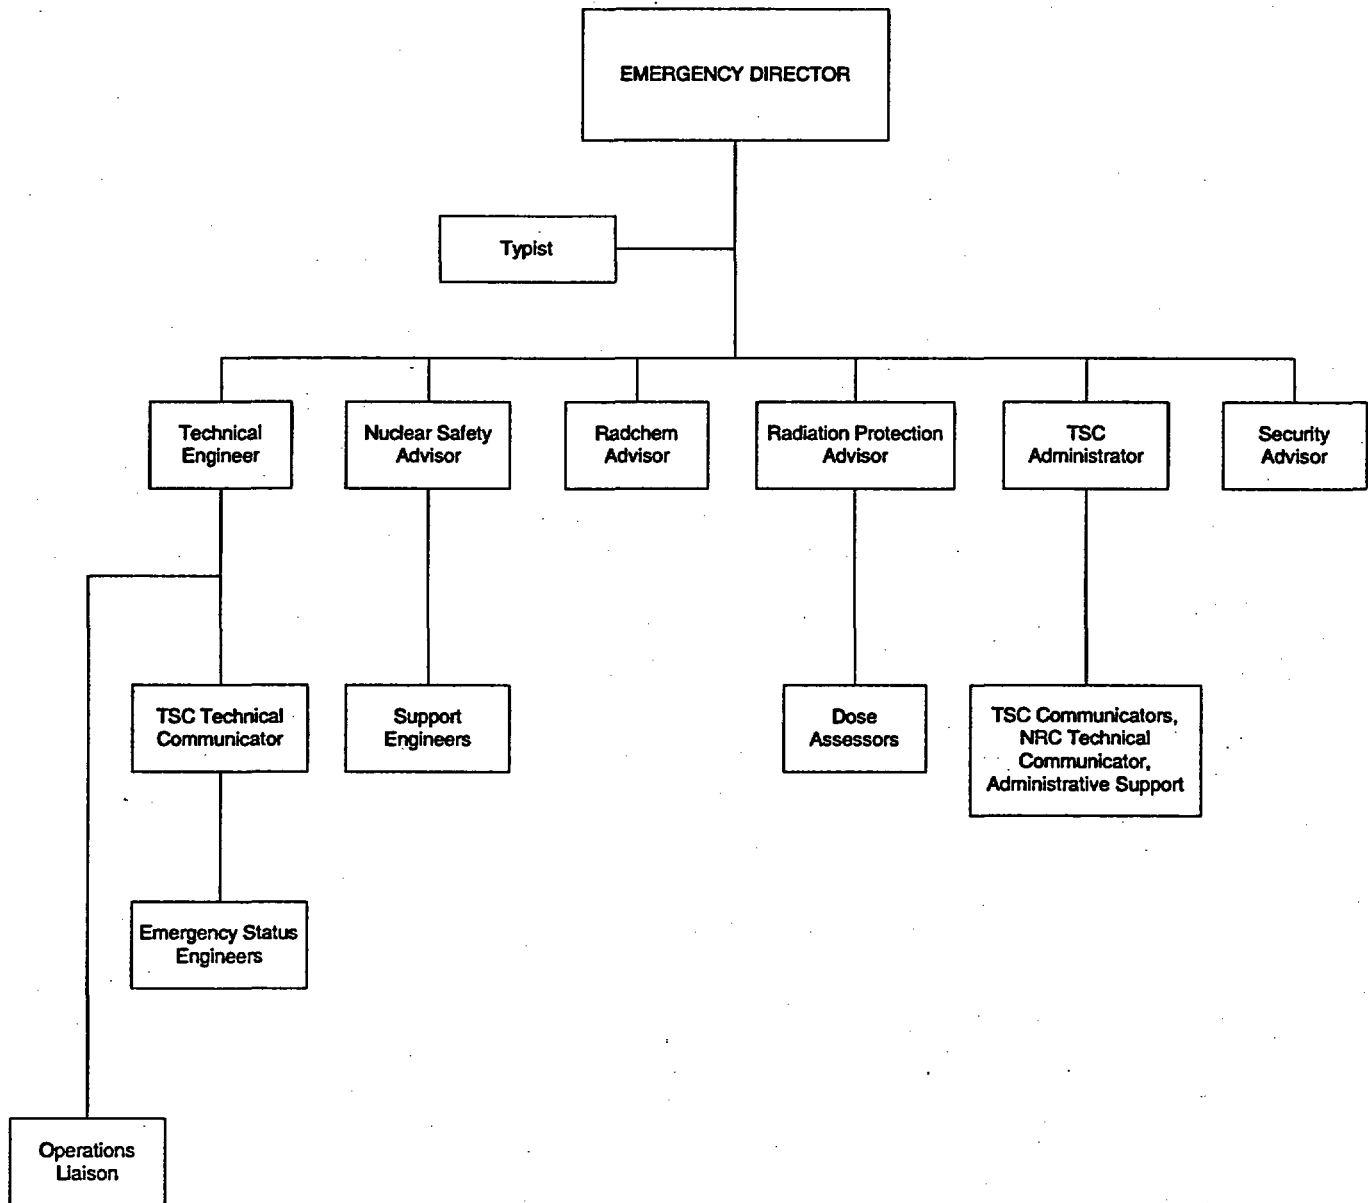 EMERGENCY DIRECTOR
Typist
Technical
Engineer
Nuclear Safety
Advisor
Radchem
Advisor
Radiation Protection
Advisor
TSC
Administrator
Security
Advisor
TSC Technical
Communicator
Support
Engineers
Dose
Assessors
TSC Communicators,
NRC Technical
Communicator,
Administrative Support
Emergency Status
Engineers
Operations
Liaison